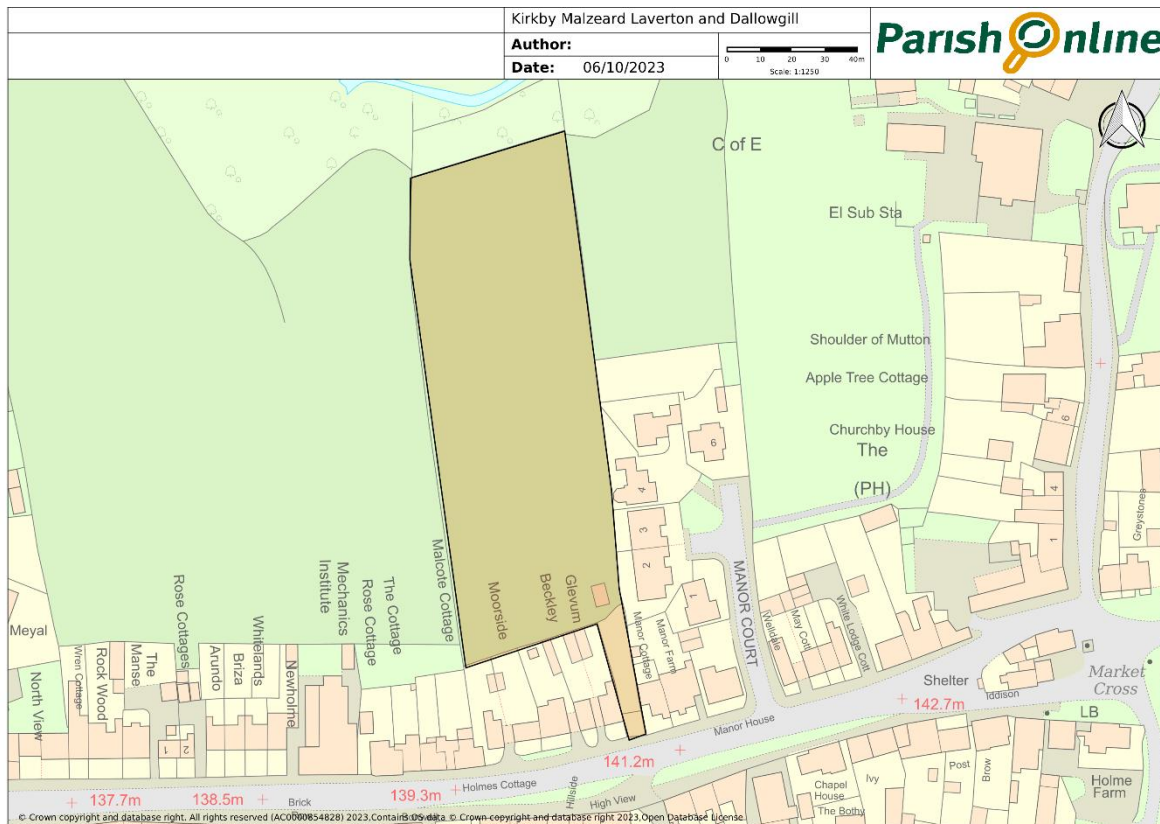 Kirkby Malzeard Laverton and Dallowgill
Author:
Date: 06/10/2023
0 10 20 30 40m
Scale: 1:1250
Parish Online
C of E
El Sub Sta
Shoulder of Mutton
Apple Tree Cottage
Churchby House
The
(PH)
6
6
4
3
2
1
4
1
Greystones
MANOR COURT
Manor Cottage
Manor Farm
Welldale
May Cott
White Lodge Cott
Glevum
Beckley
Moorside
Malcote Cottage
The Cottage
Rose Cottage
Mechanics
Institute
Newholme
Whitelands
Briza
Arundo
Rose Cottages
The
Manse
Rock Wood
Wren Cottage
North View
Meyal
1
2
Shelter
Iddison
Market
Cross
LB
142.7m
Manor House
141.2m
139.3m
138.5m
137.7m
Holmes Cottage
Brick
Hillside
High View
Chapel
House
The Bothy
Ivy
Post
Brow
Holme
Farm
© Crown copyright and database right. All rights reserved (AC0000854828) 2023,Contains OS data © Crown copyright and database right 2023,Open Database License